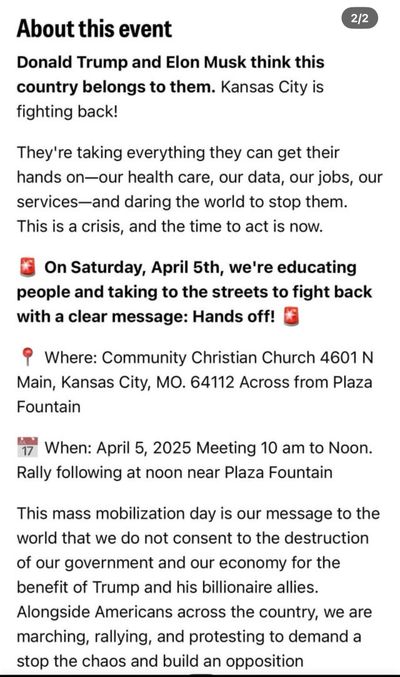 2/2
About this event
Donald Trump and Elon Musk think this
country belongs to them. Kansas City is
fighting back!
They're taking everything they can get their
hands on—our health care, our data, our jobs, our
services—and daring the world to stop them.
This is a crisis, and the time to act is now.
🚨 On Saturday, April 5th, we're educating
people and taking to the streets to fight back
with a clear message: Hands off! 🚨
📍 Where: Community Christian Church 4601 N
Main, Kansas City, MO. 64112 Across from Plaza
Fountain
📅 When: April 5, 2025 Meeting 10 am to Noon.
Rally following at noon near Plaza Fountain
This mass mobilization day is our message to the
world that we do not consent to the destruction
of our government and our economy for the
benefit of Trump and his billionaire allies.
Alongside Americans across the country, we are
marching, rallying, and protesting to demand a
stop the chaos and build an opposition